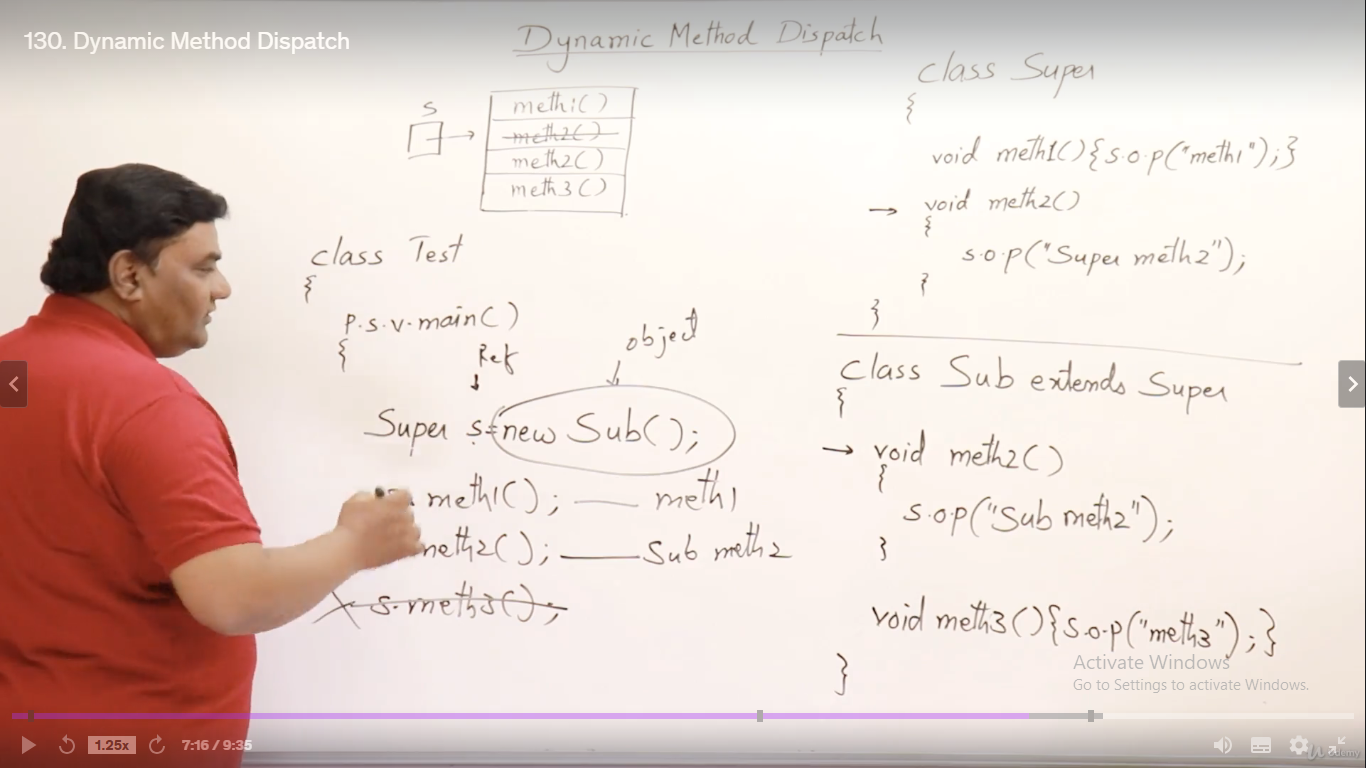 130. Dynamic Method Dispatch
Dynamic Method Dispatch
s
meth1()
meth2()
meth2()
meth3()
class Test
{
p.s.v.main()
{
Ref
object
Super s=new Sub();
meth1(); — meth1
meth2(); — Sub meth2
s.meth3();
class Super
{
void meth1(){s.o.p("meth1");}
→ void meth2()
{
s.o.p("Super meth2");
}
}
class Sub extends Super
{
→ void meth2()
{
s.o.p("Sub meth2");
}
void meth3(){s.o.p("meth3");}
}
Activate Windows
Go to Settings to activate Windows.
1.25x
7:16 / 9:35
Udemy